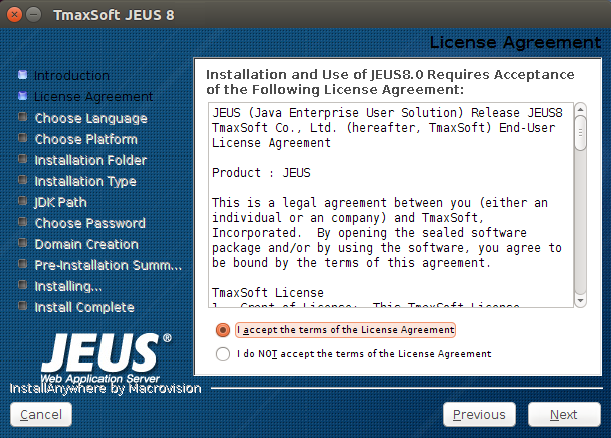 TmaxSoft JEUS 8
License Agreement
Introduction
License Agreement
Choose Language
Choose Platform
Installation Folder
Installation Type
JDK Path
Choose Password
Domain Creation
Pre-Installation Summ...
Installing...
Install Complete
Installation and Use of JEUS8.0 Requires Acceptance
of the Following License Agreement:
JEUS (Java Enterprise User Solution) Release JEUS8
TmaxSoft Co., Ltd. (hereafter, TmaxSoft) End-User
License Agreement
Product : JEUS
This is a legal agreement between you (either an
individual or an company) and TmaxSoft,
Incorporated.  By opening the sealed software
package and/or by using the software, you agree to
be bound by the terms of this agreement.
TmaxSoft License
1.  Grant of License:  This TmaxSoft License
I accept the terms of the License Agreement
I do NOT accept the terms of the License Agreement
JEUS®
Web Application Server
InstallAnywhere by Macrovision
Cancel
Previous
Next